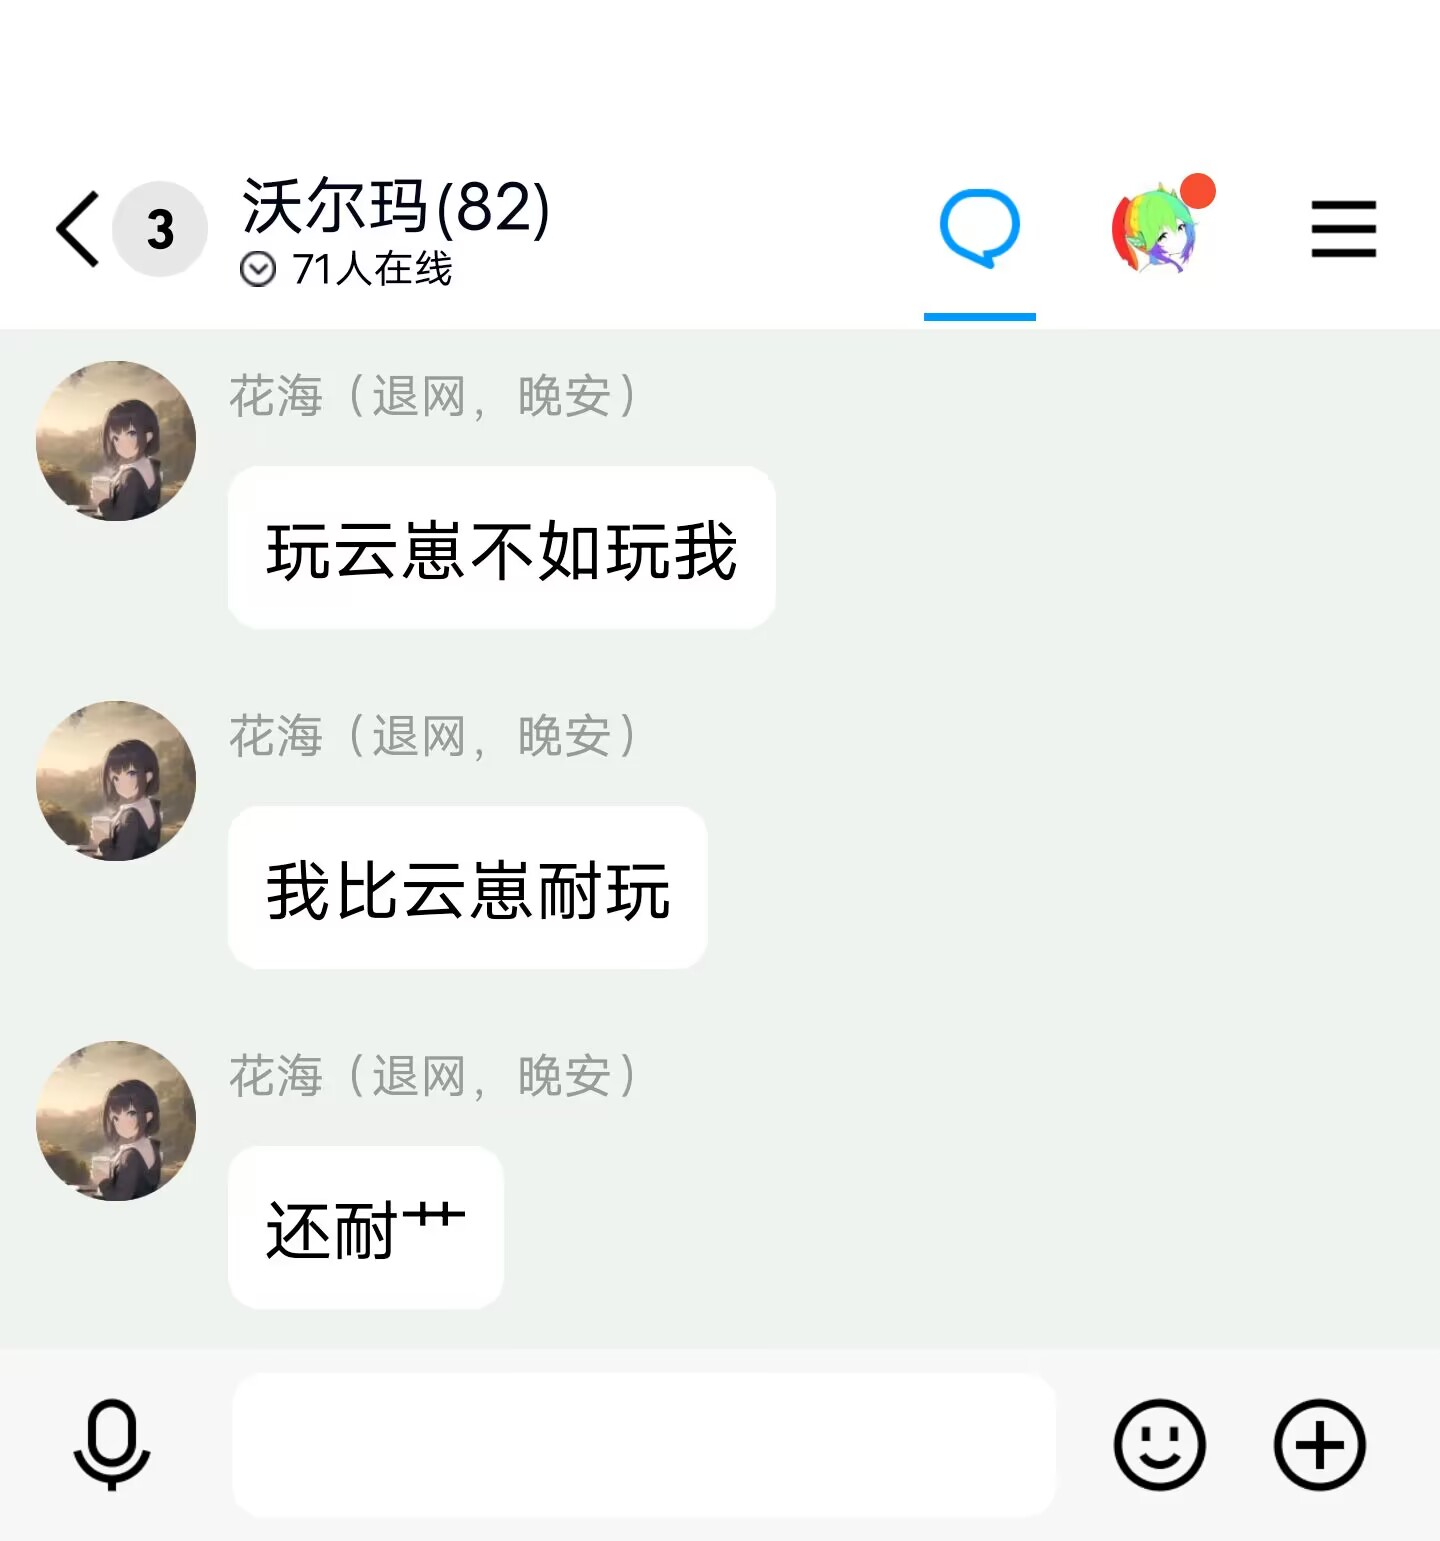 3
沃尔玛(82)
71人在线
花海（退网，晚安）
玩云崽不如玩我
花海（退网，晚安）
我比云崽耐玩
花海（退网，晚安）
还耐艹